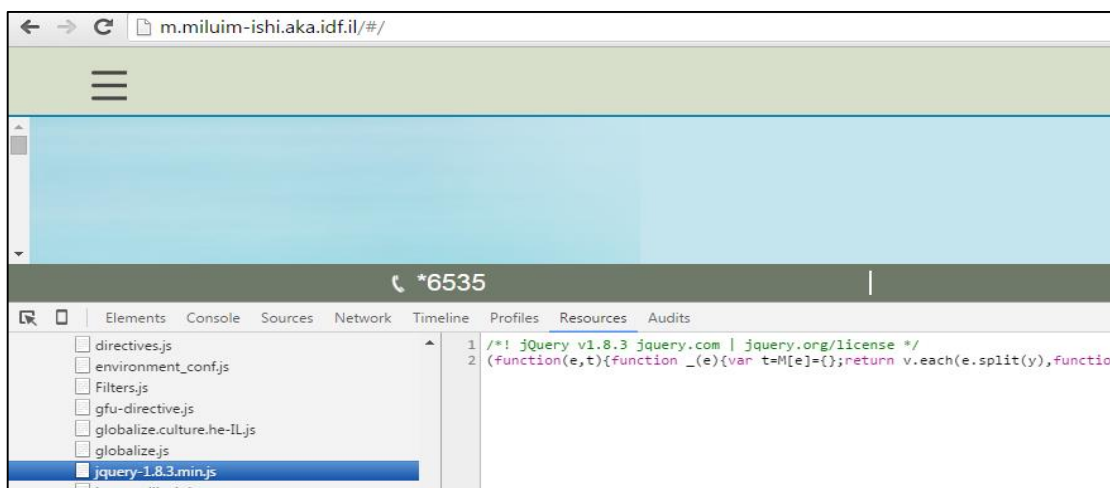 m.miluim-ishi.aka.idf.il/#/
*6535
Elements Console Sources Network Timeline Profiles Resources Audits
directives.js
environment_conf.js
Filters.js
gfu-directive.js
globalize.culture.he-IL.js
globalize.js
jquery-1.8.3.min.js
1 /*! jQuery v1.8.3 jquery.com | jquery.org/license */
2 (function(e,t){function _(e){var t=M[e]={};return v.each(e.split(y),functio